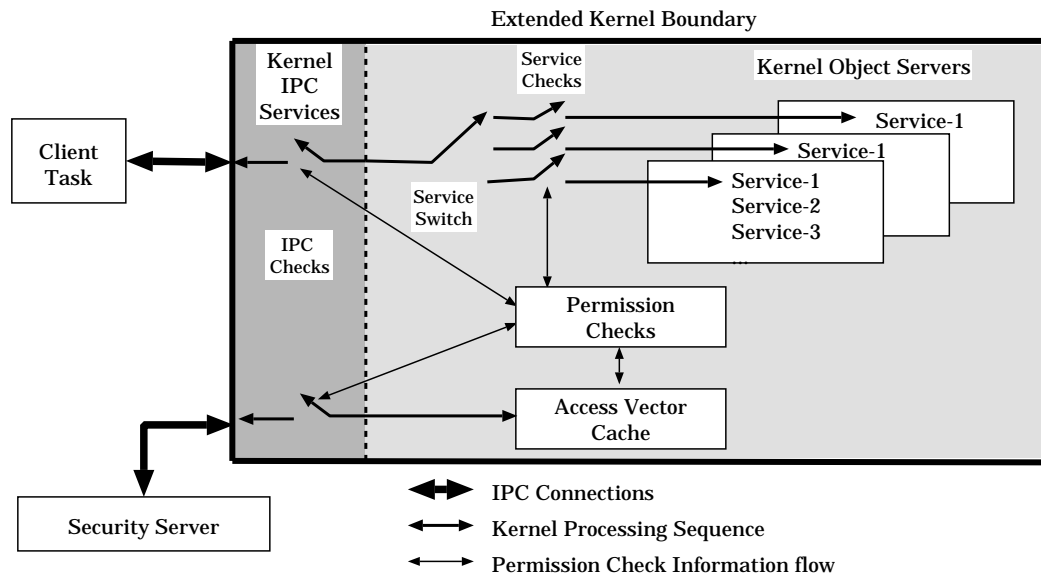 Extended Kernel Boundary
Kernel
IPC
Services
Service
Checks
Kernel Object Servers
Client
Task
Service-1
Service-1
Service-1
Service-2
Service-3
...
Service
Switch
IPC
Checks
Permission
Checks
Access Vector
Cache
Security Server
IPC Connections
Kernel Processing Sequence
Permission Check Information flow